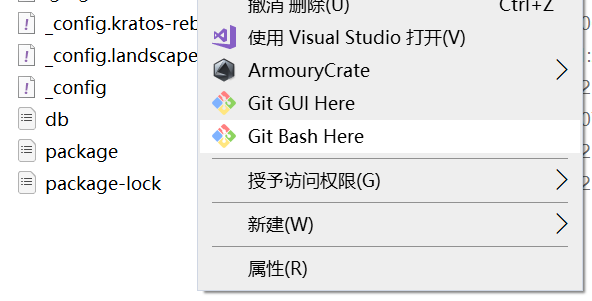 撤消 删除(U) Ctrl+Z
_config.kratos-reb
使用 Visual Studio 打开(V)
_config.landscape
ArmouryCrate
_config
Git GUI Here
db
Git Bash Here
package
package-lock
授予访问权限(G)
新建(W)
属性(R)